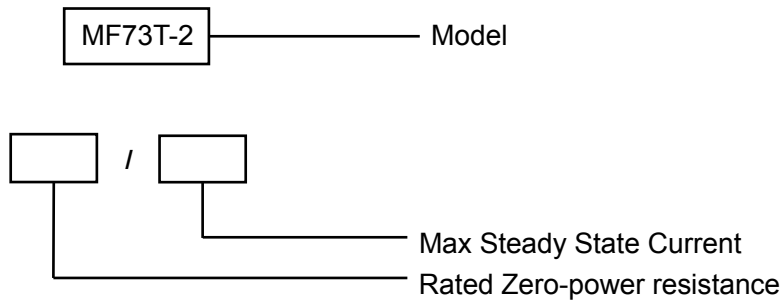 MF73T-2 Model
/
Max Steady State Current
Rated Zero-power resistance